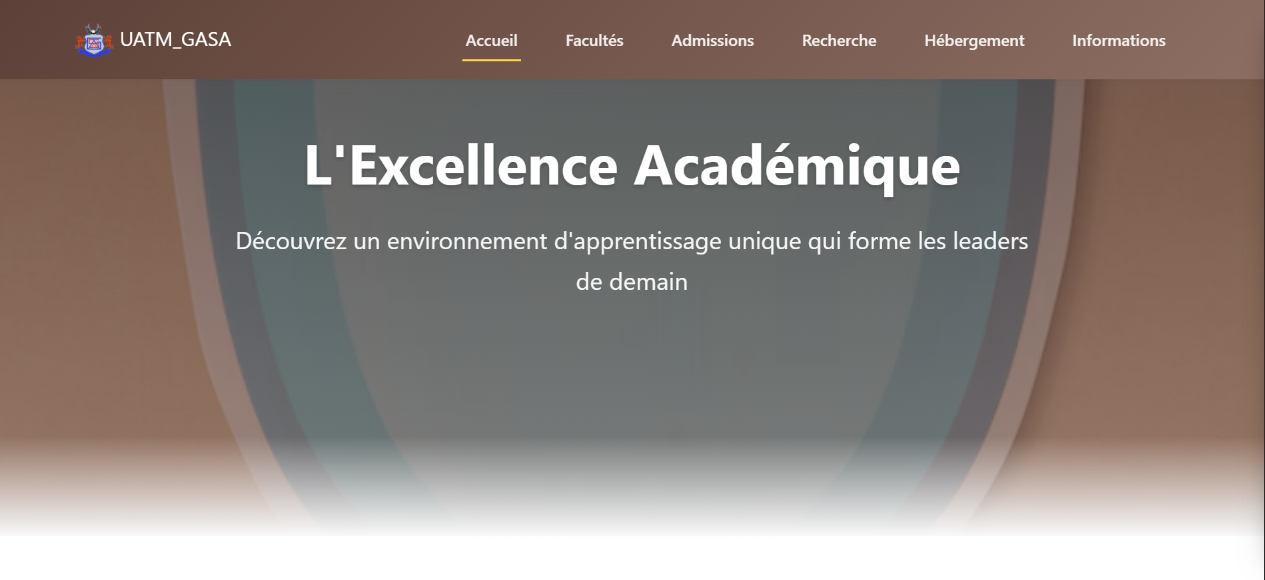 UATM_GASA
Accueil
Facultés
Admissions
Recherche
Hébergement
Informations
L'Excellence Académique
Découvrez un environnement d'apprentissage unique qui forme les leaders
de demain